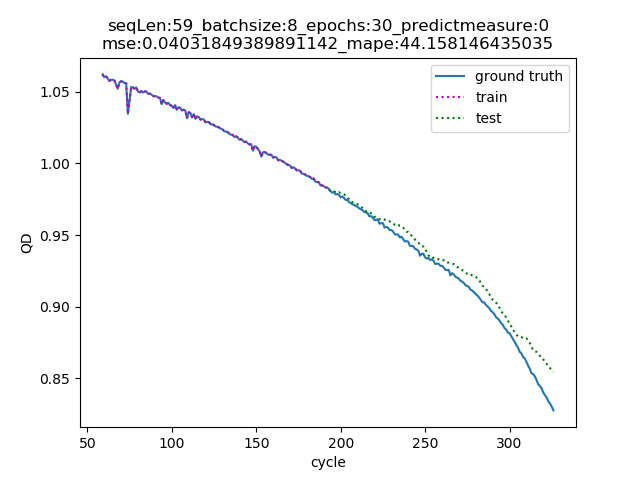 seqLen:59_batchsize:8_epochs:30_predictmeasure:0
mse:0.04031849389891142_mape:44.158146435035
ground truth
train
test
1.05
1.00
0.95
0.90
0.85
QD
50 100 150 200 250 300
cycle